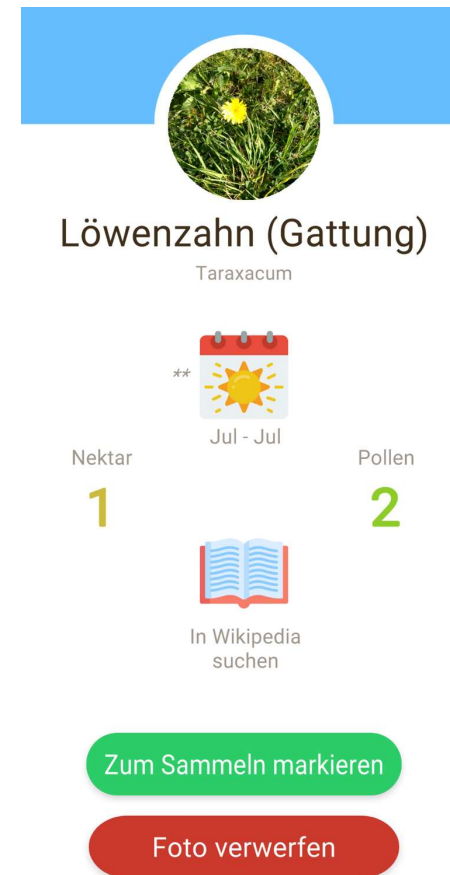 Löwenzahn (Gattung)
Taraxacum
**
Jul - Jul
Nektar
Pollen
1
2
In Wikipedia
suchen
Zum Sammeln markieren
Foto verwerfen